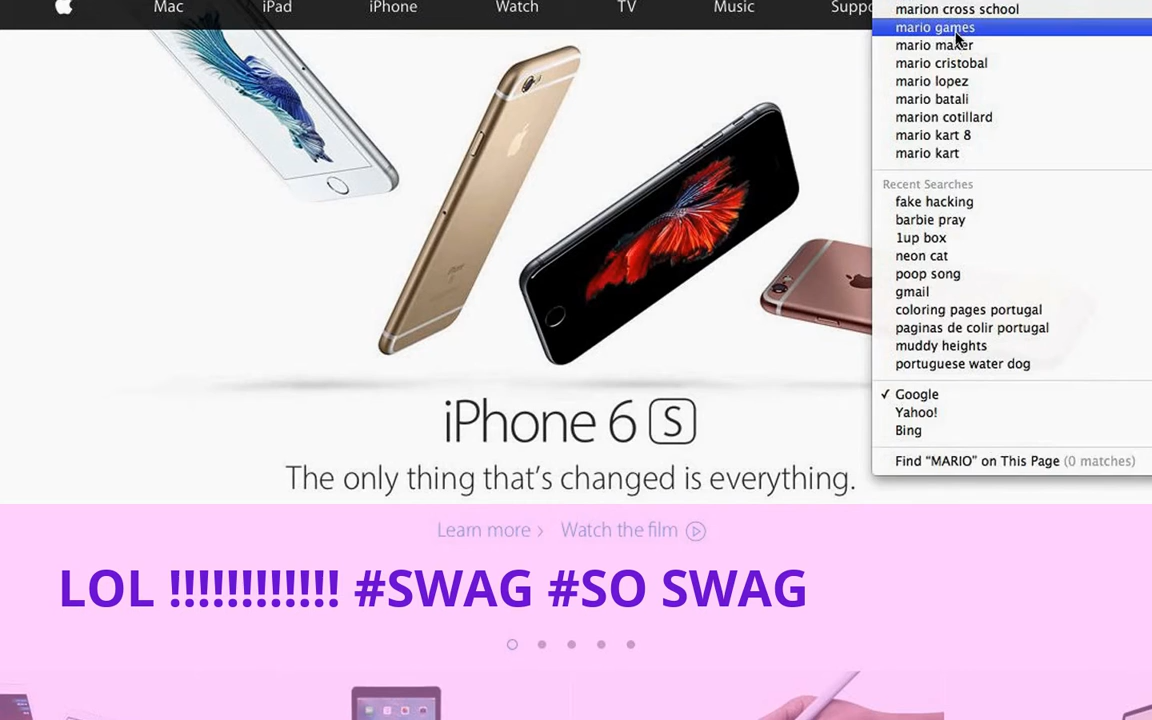 Mac iPad iPhone Watch TV Music
marion cross school
mario games
mario maker
mario cristobal
mario lopez
mario batali
marion cotillard
mario kart 8
mario kart
Recent Searches
fake hacking
barbie pray
1up box
neon cat
poop song
gmail
coloring pages portugal
paginas de colir portugal
muddy heights
portuguese water dog
✓ Google
Yahoo!
Bing
Find “MARIO” on This Page (0 matches)
iPhone 6 S
The only thing that’s changed is everything.
Learn more › Watch the film
LOL !!!!!!!!!!!! #SWAG #SO SWAG